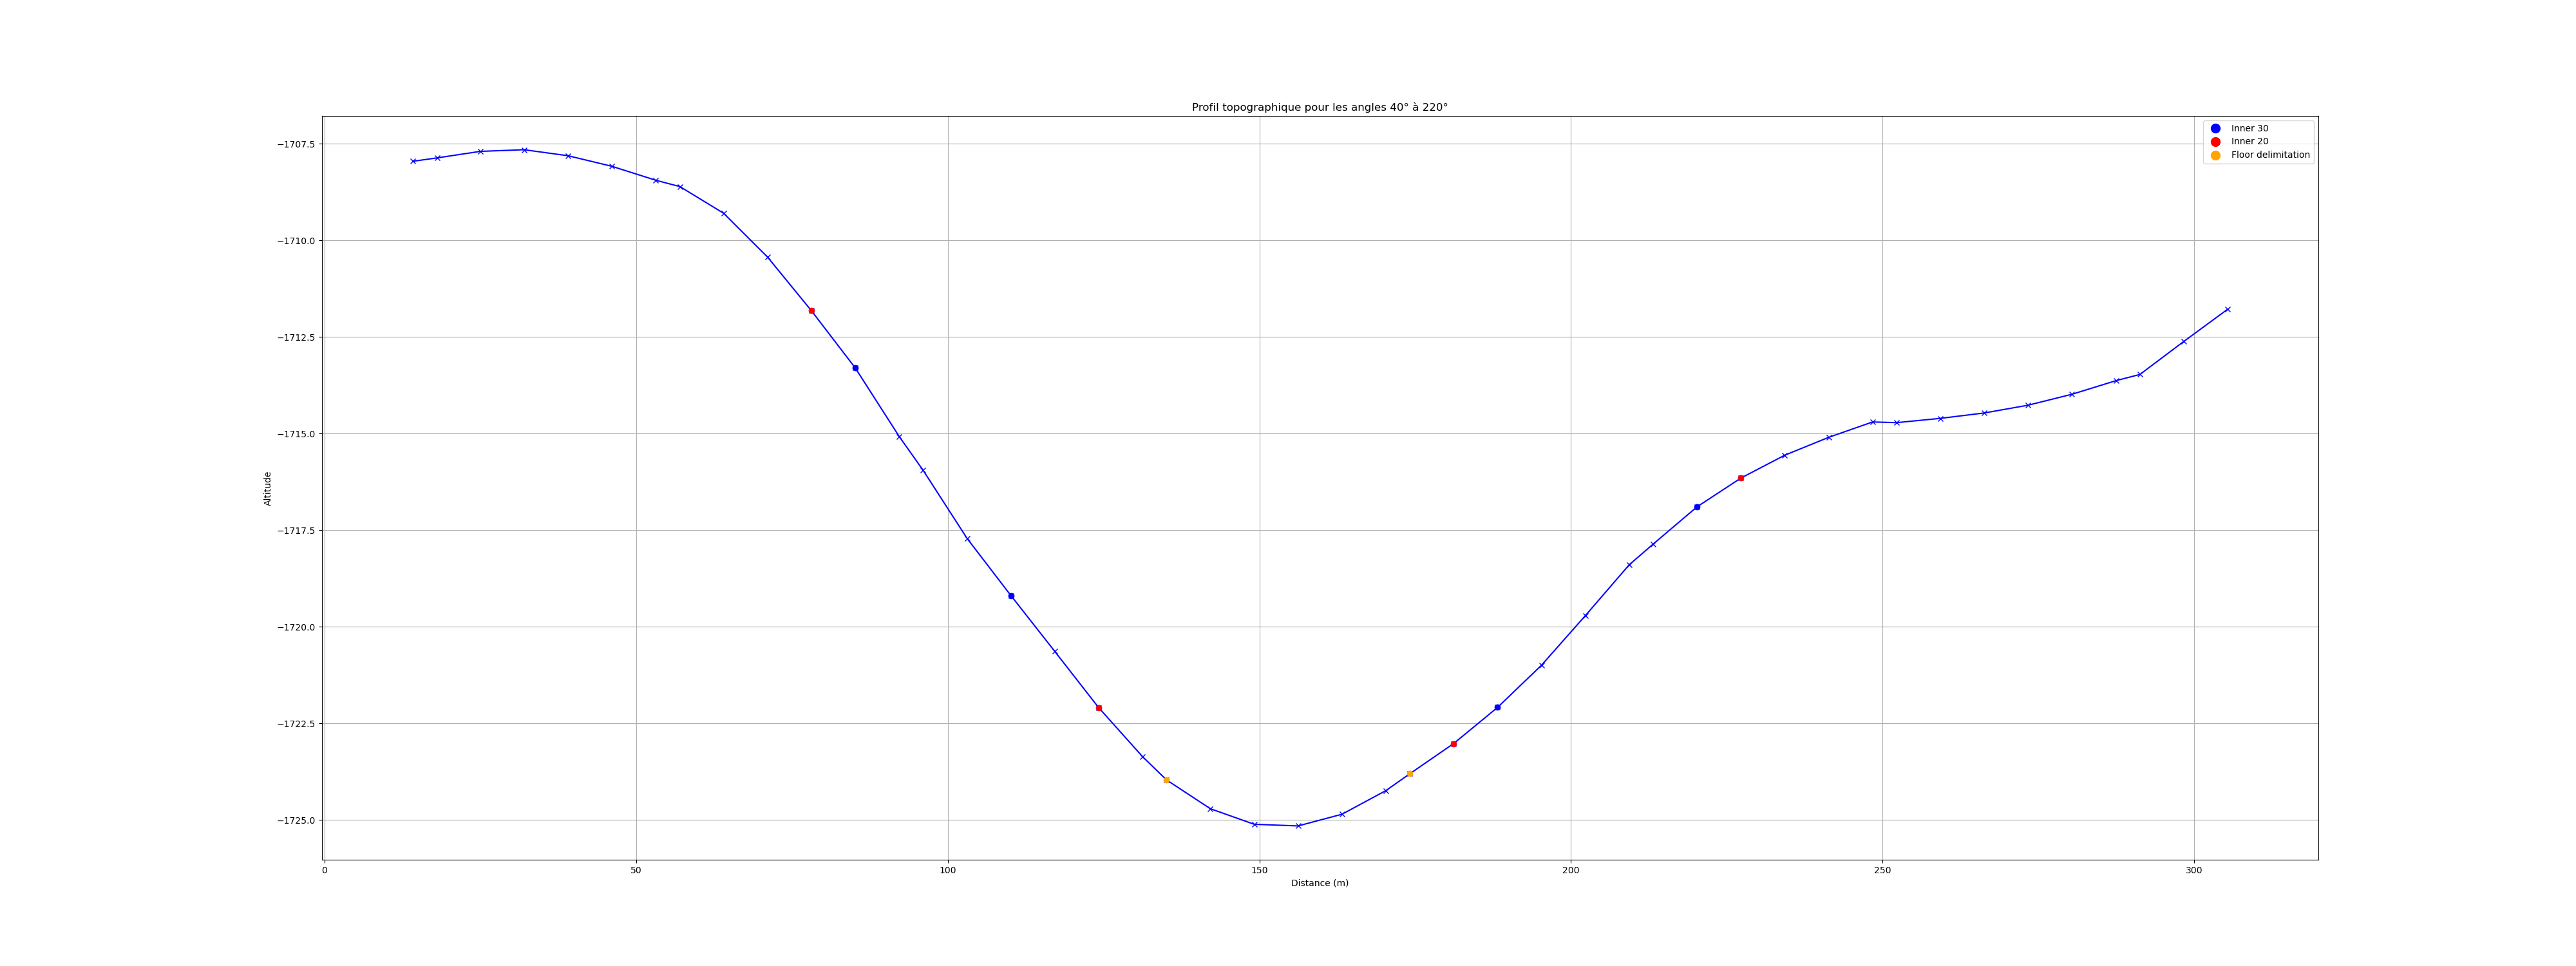 Profil topographique pour les angles 40° à 220°
Inner 30
Inner 20
Floor delimitation
−1707.5
−1710.0
−1712.5
−1715.0
−1717.5
−1720.0
−1722.5
−1725.0
Altitude
0 50 100 150 200 250 300
Distance (m)